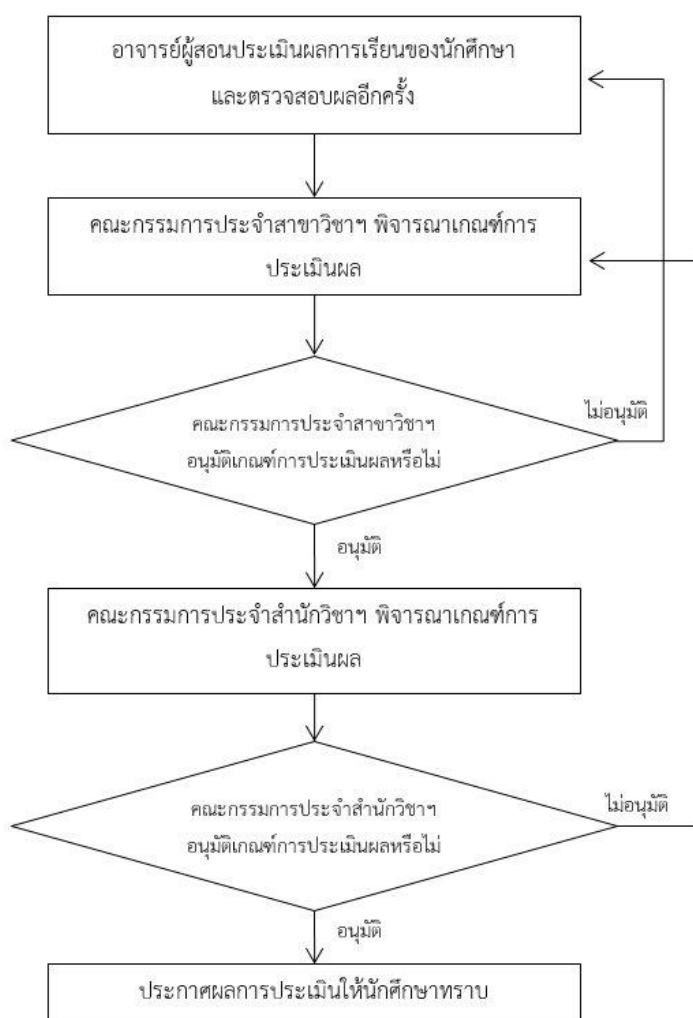 อาจารย์ผู้สอนประเมินผลการเรียนของนักศึกษา
และตรวจสอบผลอีกครั้ง
คณะกรรมการประจำสาขาวิชาฯ พิจารณาเกณฑ์การ
ประเมินผล
ไม่อนุมัติ
คณะกรรมการประจำสาขาวิชาฯ
อนุมัติเกณฑ์การประเมินผลหรือไม่
อนุมัติ
คณะกรรมการประจำสำนักวิชาฯ พิจารณาเกณฑ์การ
ประเมินผล
ไม่อนุมัติ
คณะกรรมการประจำสำนักวิชาฯ
อนุมัติเกณฑ์การประเมินผลหรือไม่
อนุมัติ
ประกาศผลการประเมินให้นักศึกษาทราบ